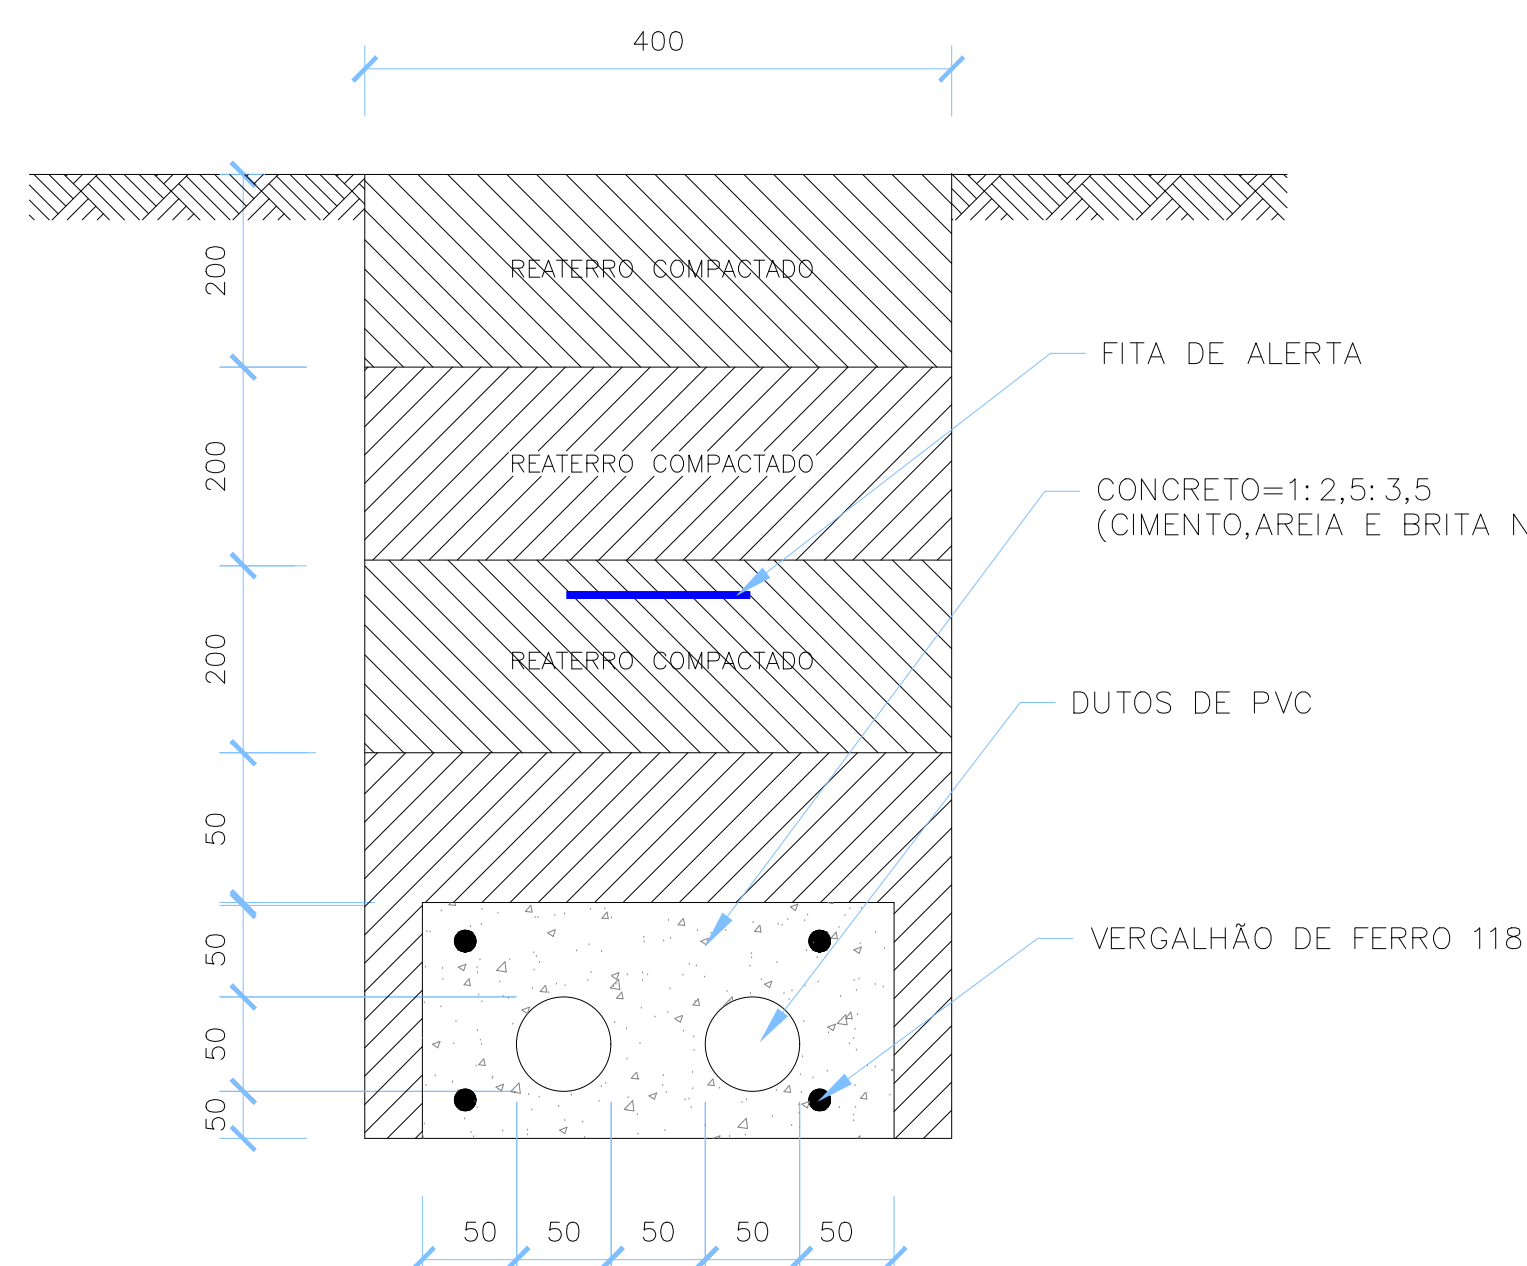 400
200
REATERRO COMPACTADO
FITA DE ALERTA
200
REATERRO COMPACTADO
CONCRETO=1:2,5:3,5
(CIMENTO,AREIA E BRITA N
200
REATERRO COMPACTADO
DUTOS DE PVC
50
50
VERGALHÃO DE FERRO 118
50
50
50 50 50 50 50